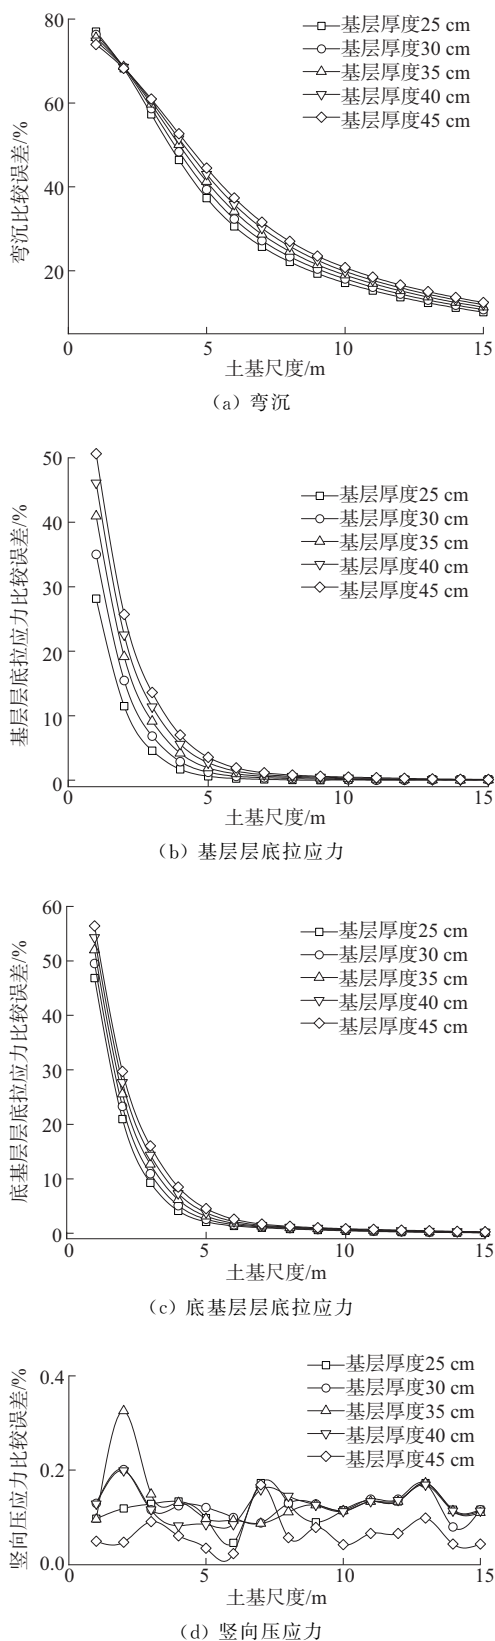 80
60
40
20
0
5
10
15
弯沉比较误差/%
基层厚度25 cm
基层厚度30 cm
基层厚度35 cm
基层厚度40 cm
基层厚度45 cm
土基尺度/m
(a) 弯沉
50
40
30
20
10
0
0
5
10
15
基层层底拉应力比较误差/%
基层厚度25 cm
基层厚度30 cm
基层厚度35 cm
基层厚度40 cm
基层厚度45 cm
土基尺度/m
(b) 基层层底拉应力
60
50
40
30
20
10
0
0
5
10
15
底基层层底拉应力比较误差/%
基层厚度25 cm
基层厚度30 cm
基层厚度35 cm
基层厚度40 cm
基层厚度45 cm
土基尺度/m
(c) 底基层层底拉应力
0.4
0.2
0.0
0
5
10
15
竖向压应力比较误差/%
基层厚度25 cm
基层厚度30 cm
基层厚度35 cm
基层厚度40 cm
基层厚度45 cm
土基尺度/m
(d) 竖向压应力